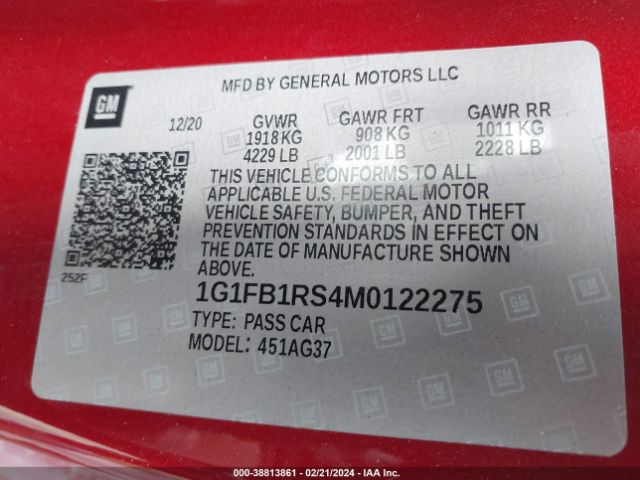 MFD BY GENERAL MOTORS LLC
GM
12/20 GVWR GAWR FRT GAWR RR
1918 KG 908 KG 1011 KG
4229 LB 2001 LB 2228 LB
THIS VEHICLE CONFORMS TO ALL
APPLICABLE U.S. FEDERAL MOTOR
VEHICLE SAFETY, BUMPER, AND THEFT
PREVENTION STANDARDS IN EFFECT ON
THE DATE OF MANUFACTURE SHOWN
ABOVE.
252F
1G1FB1RS4M0122275
TYPE: PASS CAR
MODEL: 451AG37
000-38813861 - 02/21/2024 - IAA Inc.